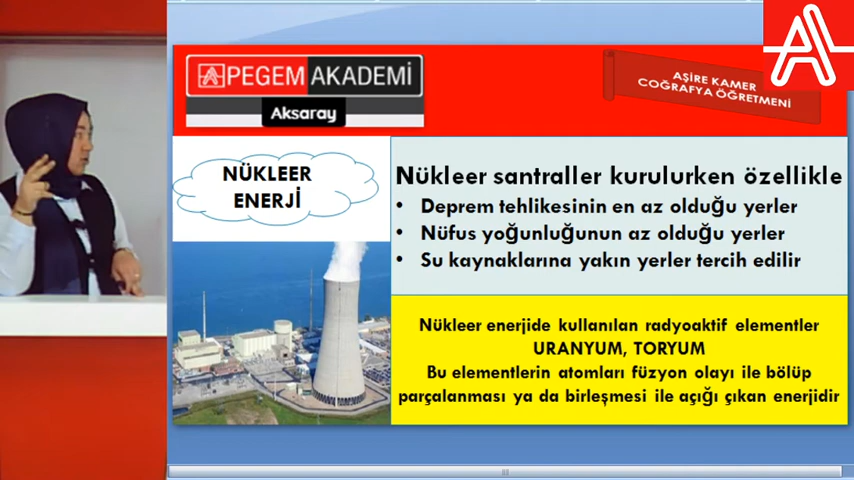 PEGEM AKADEMİ
Aksaray
AŞİRE KAMER
COĞRAFYA ÖĞRETMENİ
NÜKLEER
ENERJİ
Nükleer santraller kurulurken özellikle
• Deprem tehlikesinin en az olduğu yerler
• Nüfus yoğunluğunun az olduğu yerler
• Su kaynaklarına yakın yerler tercih edilir
Nükleer enerjide kullanılan radyoaktif elementler
URANYUM, TORYUM
Bu elementlerin atomları füzyon olayı ile bölüp
parçalanması ya da birleşmesi ile açığı çıkan enerjidir